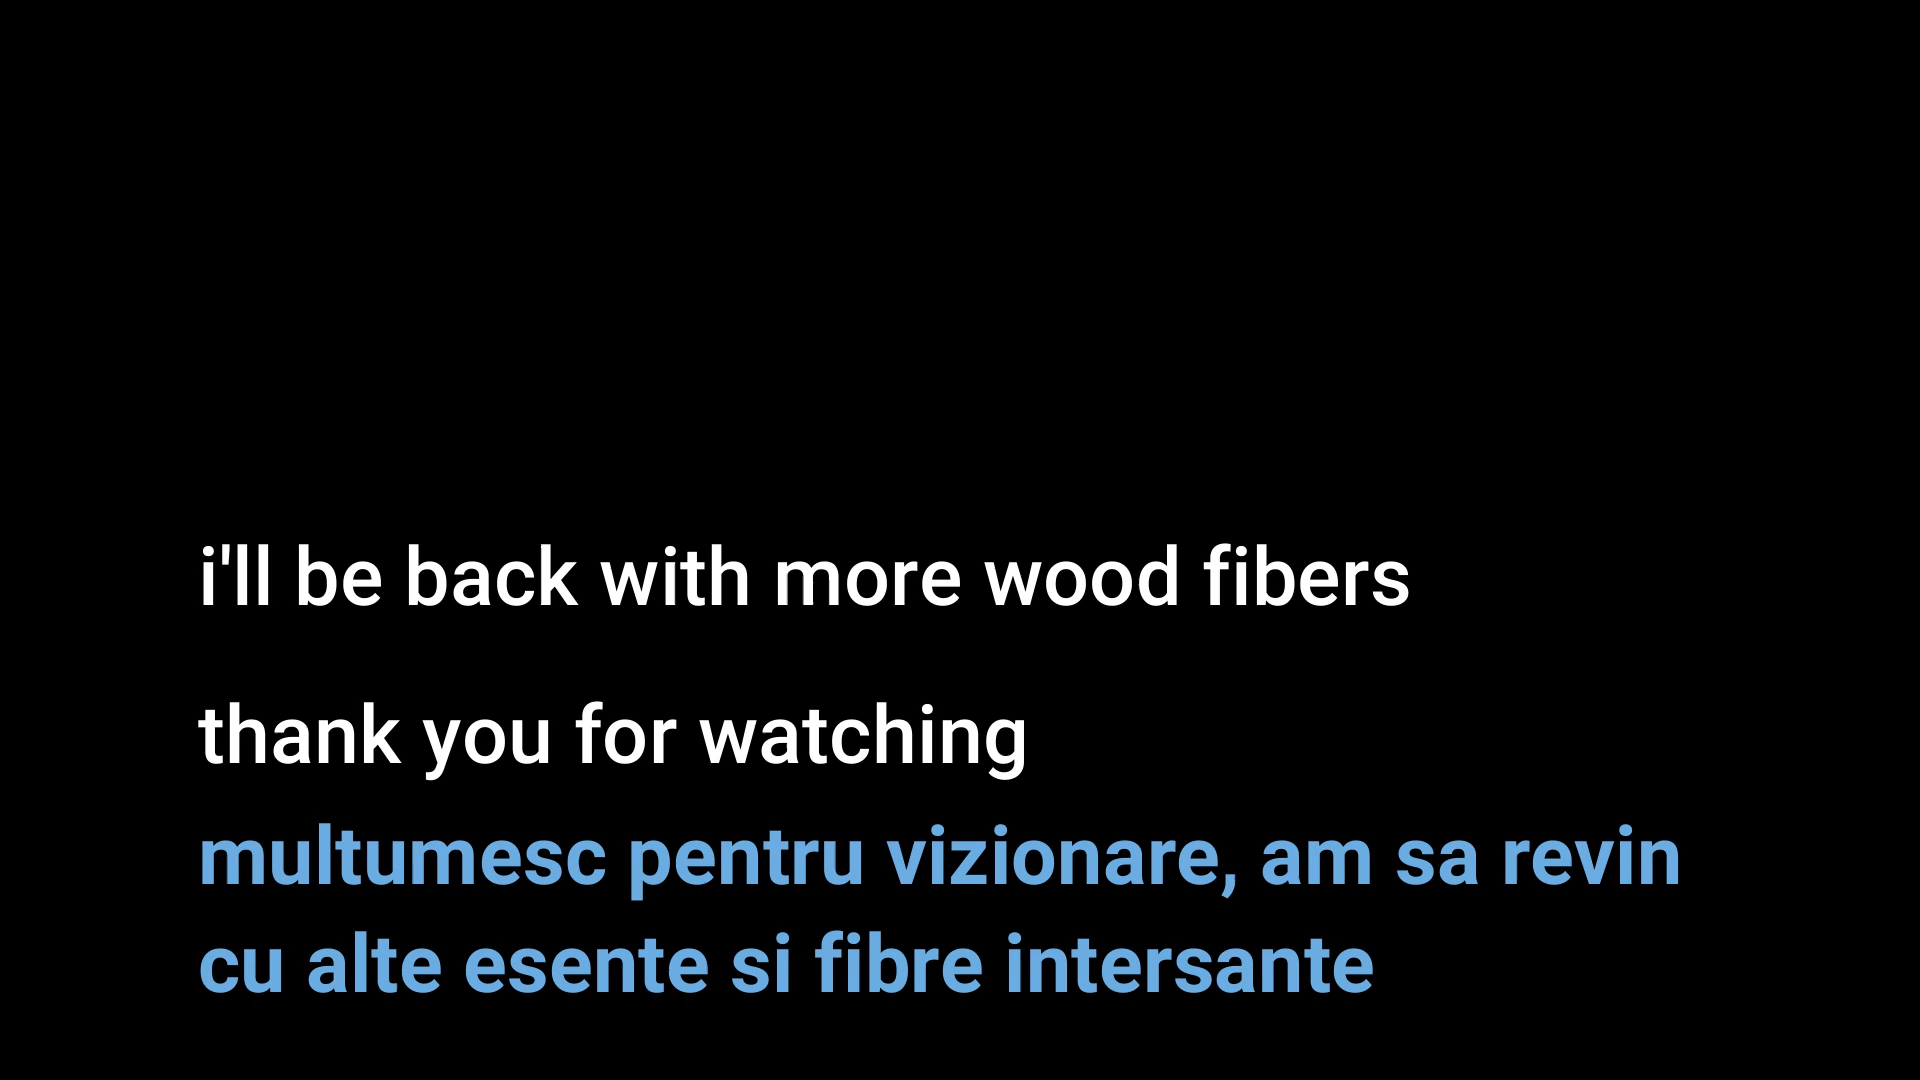 i'll be back with more wood fibers
thank you for watching
multumesc pentru vizionare, am sa revin
cu alte esente si fibre intersante